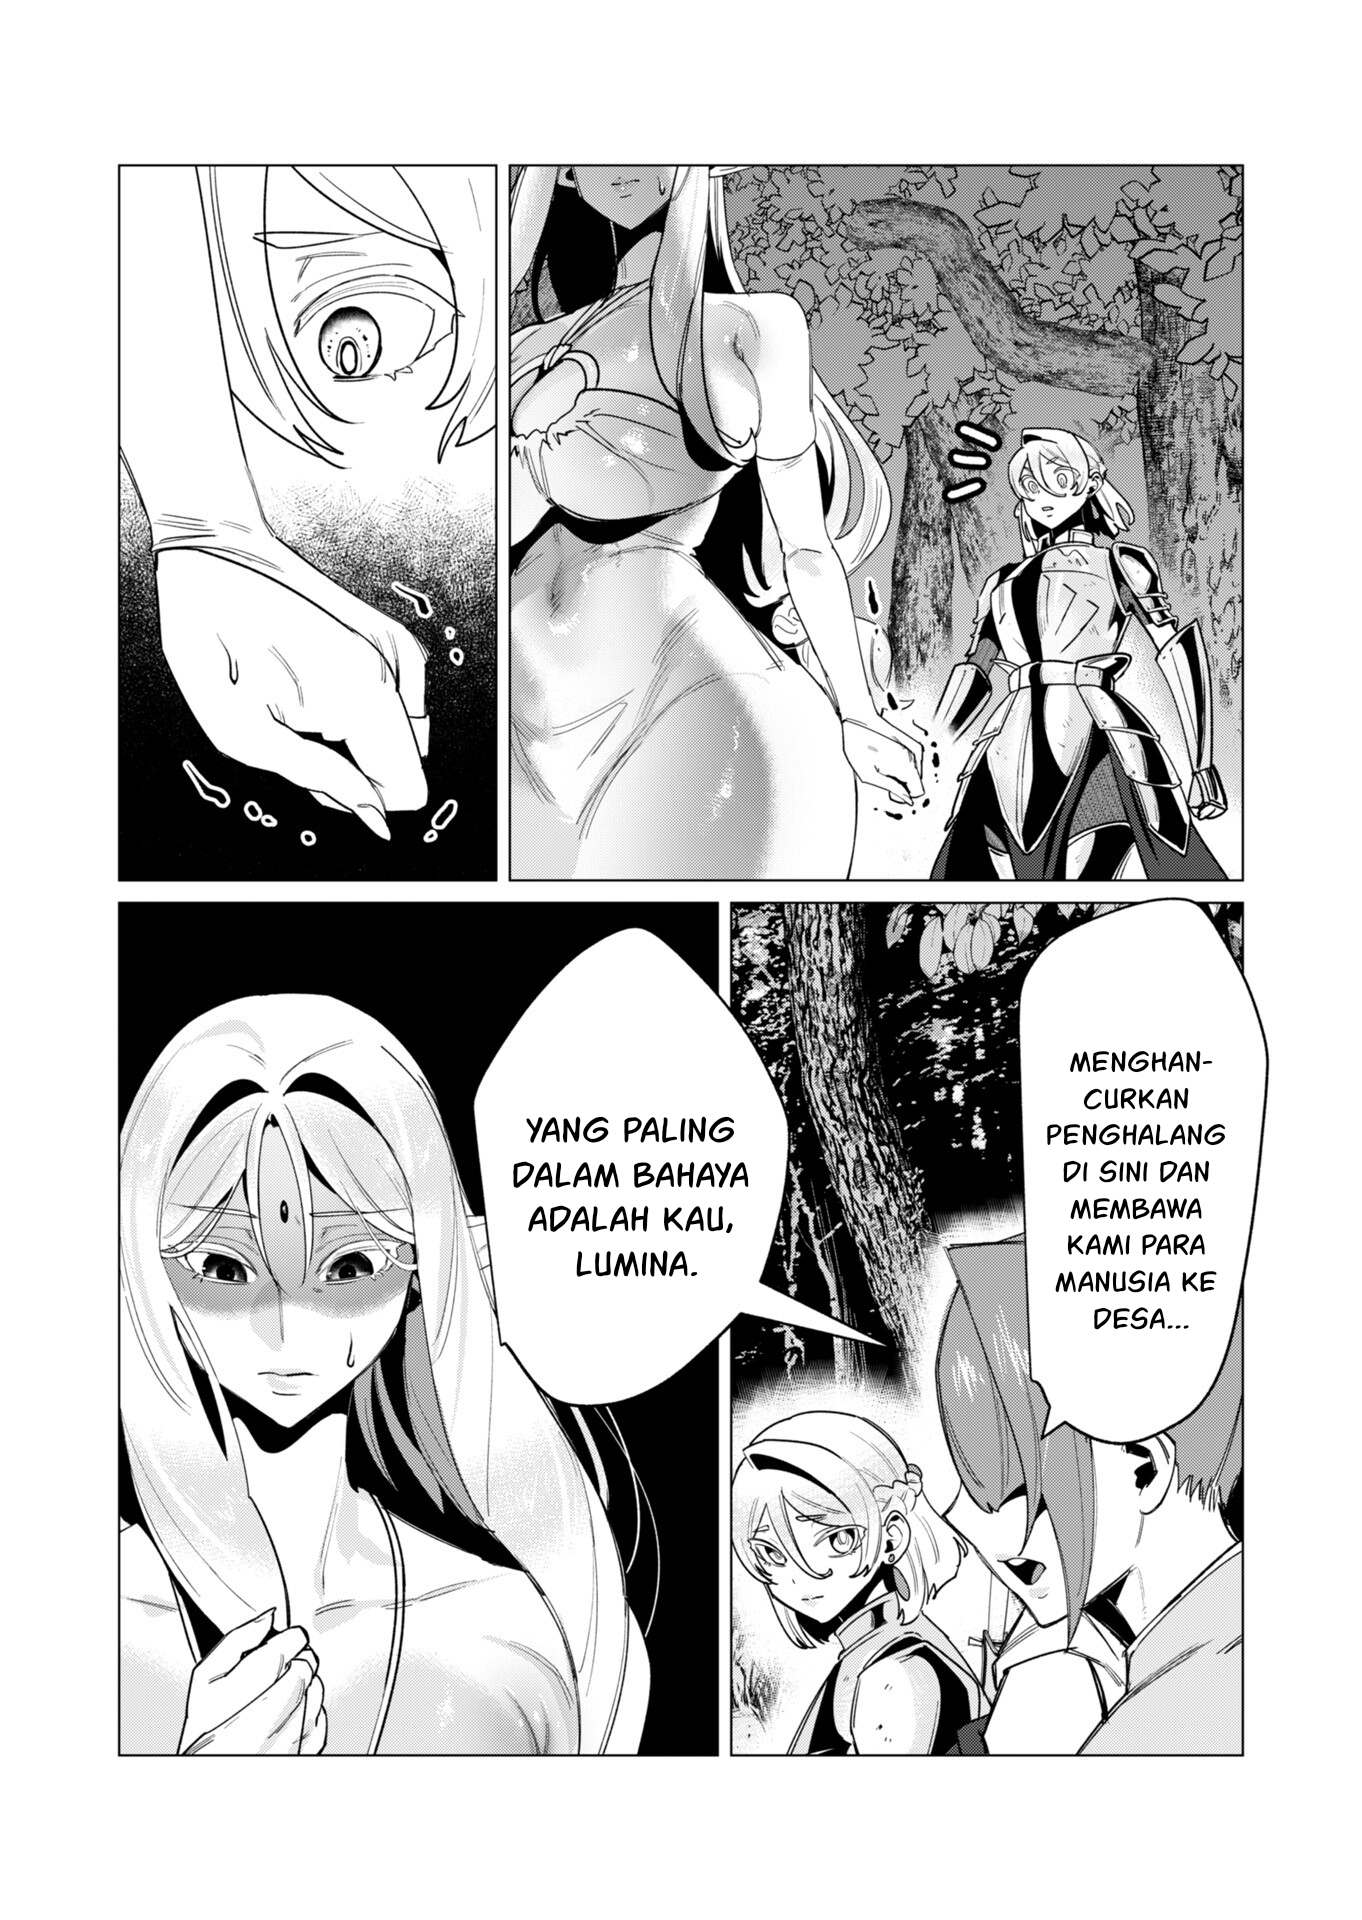 MENGHAN-
CURKAN
PENGHALANG
DI SINI DAN
MEMBAWA
KAMI PARA
MANUSIA KE
DESA...
YANG PALING
DALAM BAHAYA
ADALAH KAU,
LUMINA.